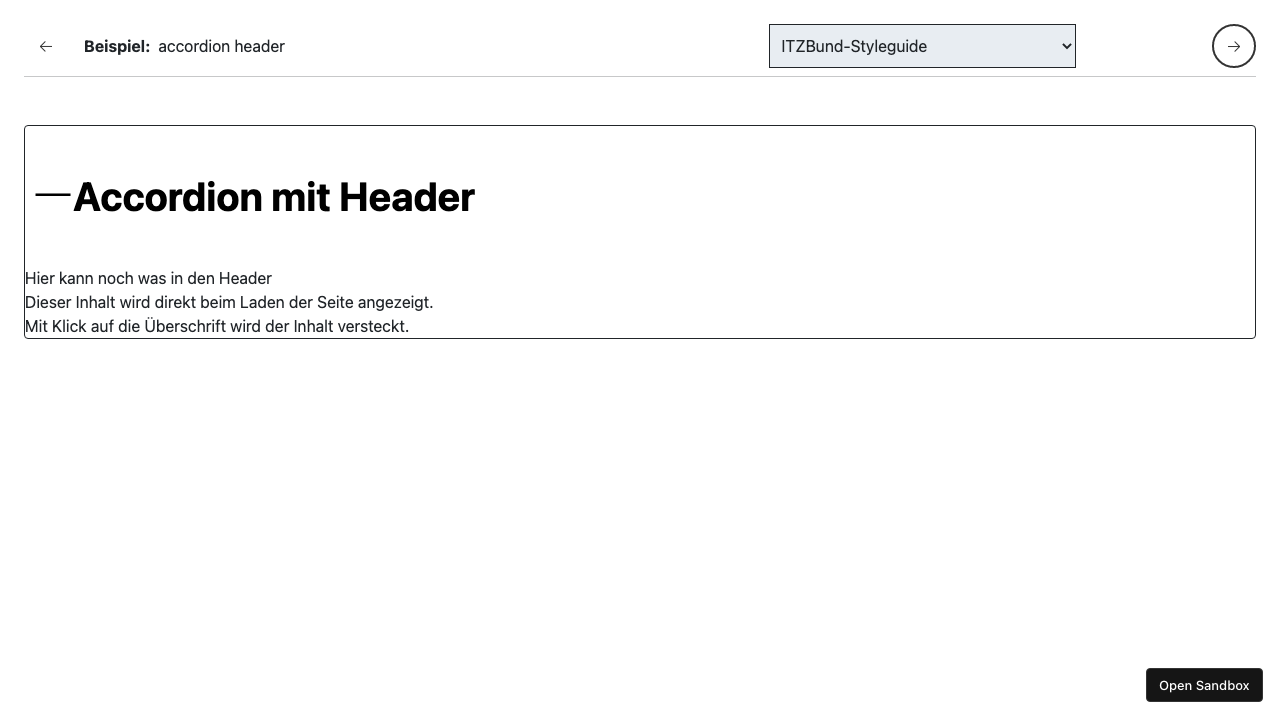 Beispiel: accordion header
ITZBund-Styleguide
Accordion mit Header
Hier kann noch was in den Header
Dieser Inhalt wird direkt beim Laden der Seite angezeigt.
Mit Klick auf die Überschrift wird der Inhalt versteckt.
Open Sandbox